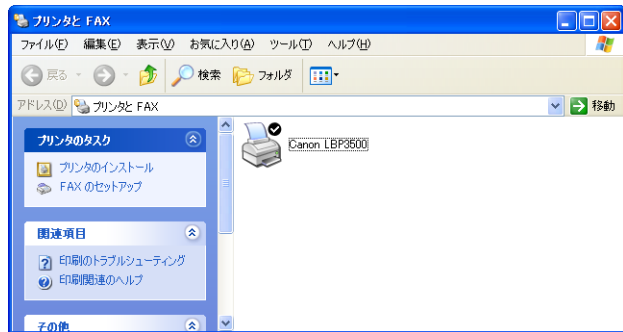 プリンタと FAX
ファイル(F) 編集(E) 表示(V) お気に入り(A) ツール(T) ヘルプ(H)
戻る 検索 フォルダ
アドレス(D) プリンタと FAX 移動
プリンタのタスク
プリンタのインストール
FAX のセットアップ
Canon LBP3500
関連項目
印刷のトラブルシューティング
印刷関連のヘルプ
その他